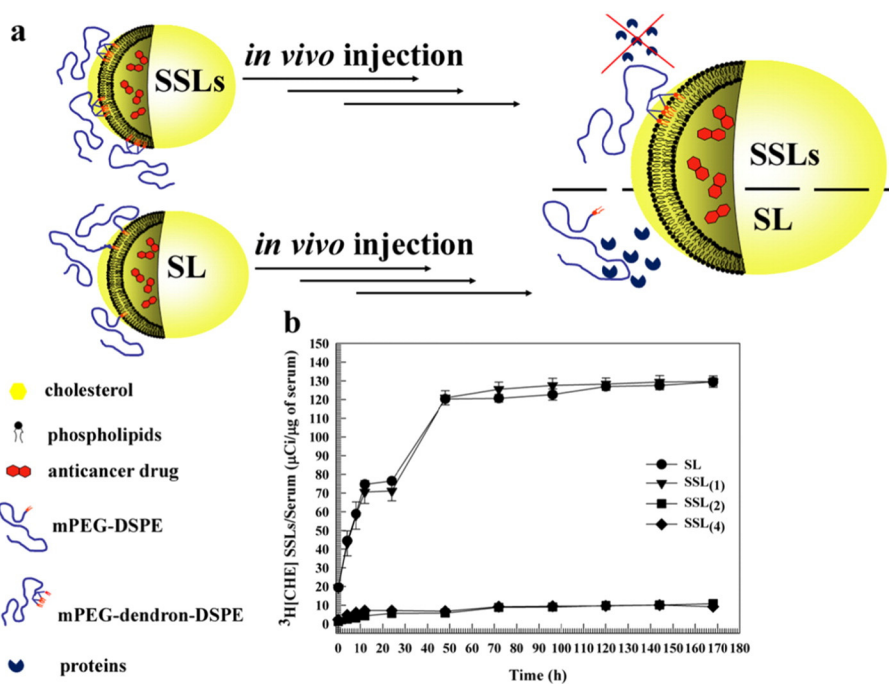 a
SSLs
in vivo injection
SSLs
SL
SL
in vivo injection
cholesterol
phospholipids
anticancer drug
mPEG-DSPE
mPEG-dendron-DSPE
proteins
b
³H[CHE] SSLs/Serum (µCi/µg of serum)
150
140
130
120
110
100
90
80
70
60
50
40
30
20
10
0
SL
SSL(1)
SSL(2)
SSL(4)
0 10 20 30 40 50 60 70 80 90 100 110 120 130 140 150 160 170 180
Time (h)